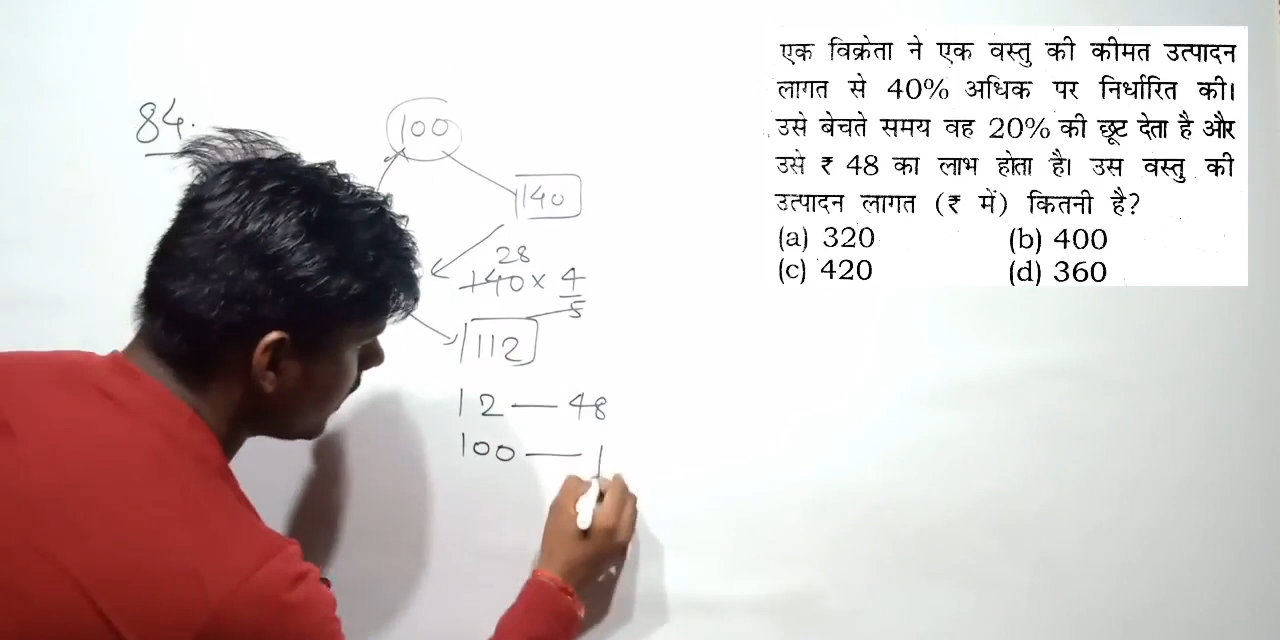 84.
100
140
28
140 × 4/5
112
12 — 48
100 —
एक विक्रेता ने एक वस्तु की कीमत उत्पादन
लागत से 40% अधिक पर निर्धारित की।
उसे बेचते समय वह 20% की छूट देता है और
उसे ₹ 48 का लाभ होता है। उस वस्तु की
उत्पादन लागत (₹ में) कितनी है?
(a) 320 (b) 400
(c) 420 (d) 360